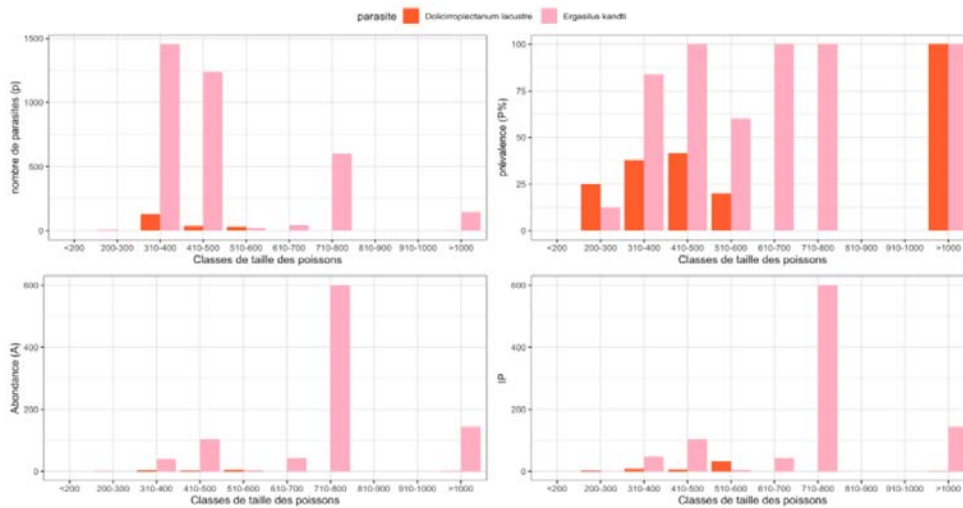 parasite Dolicirroplectanum lacustre Ergasilus kandti
nombre de parasites (p)
1500
1000
500
0
<200 200-300 310-400 410-500 510-600 610-700 710-800 810-900 910-1000 >1000
Classes de taille des poissons
prévalence (P%)
100
75
50
25
0
<200 200-300 310-400 410-500 510-600 610-700 710-800 810-900 910-1000 >1000
Classes de taille des poissons
Abondance (A)
600
400
200
0
<200 200-300 310-400 410-500 510-600 610-700 710-800 810-900 910-1000 >1000
Classes de taille des poissons
IP
600
400
200
0
<200 200-300 310-400 410-500 510-600 610-700 710-800 810-900 910-1000 >1000
Classes de taille des poissons